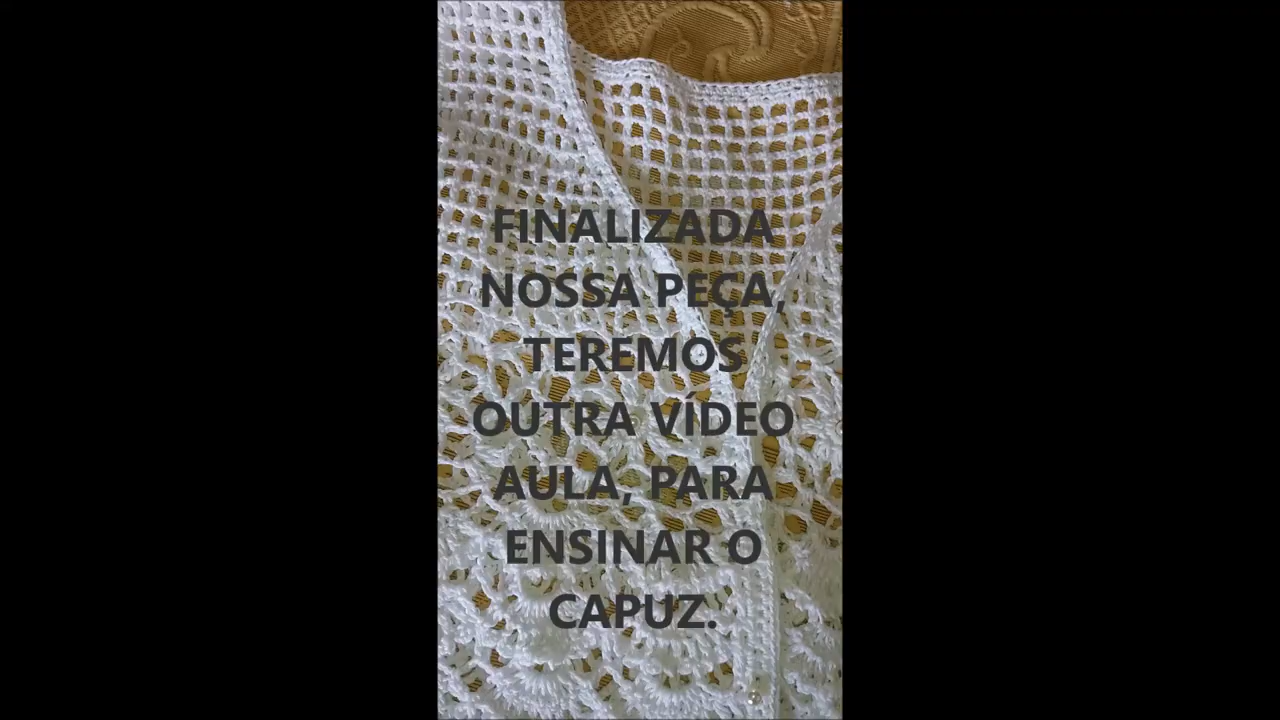 FINALIZADA
NOSSA PEÇA,
TEREMOS
OUTRA VÍDEO
AULA, PARA
ENSINAR O
CAPUZ.